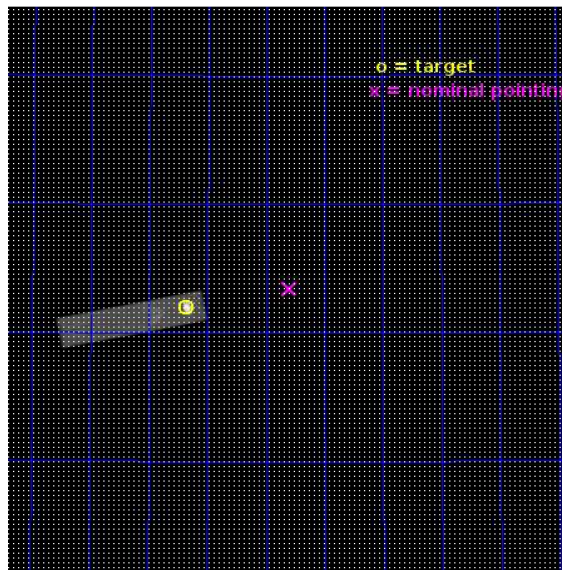 o = target
x = nominal pointing